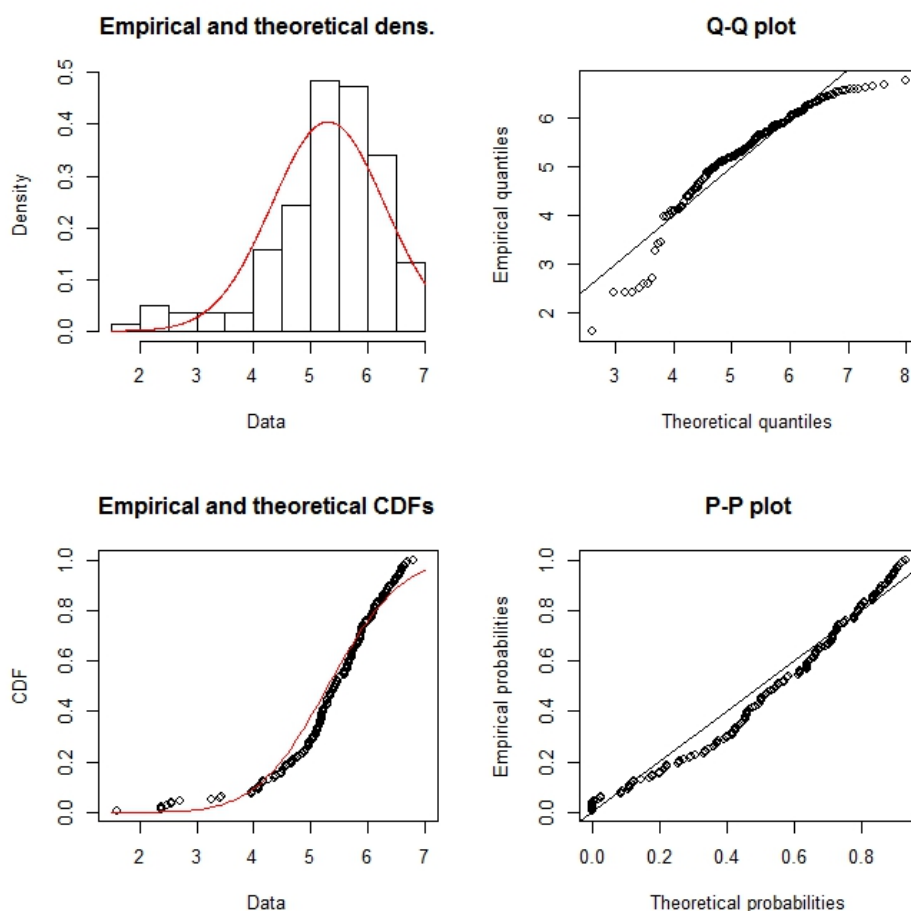 Empirical and theoretical dens.
Density
0.0 0.1 0.2 0.3 0.4 0.5
2 3 4 5 6 7
Data
Q-Q plot
Empirical quantiles
2 3 4 5 6
3 4 5 6 7 8
Theoretical quantiles
Empirical and theoretical CDFs
CDF
0.0 0.2 0.4 0.6 0.8 1.0
2 3 4 5 6 7
Data
P-P plot
Empirical probabilities
0.0 0.2 0.4 0.6 0.8 1.0
0.0 0.2 0.4 0.6 0.8
Theoretical probabilities